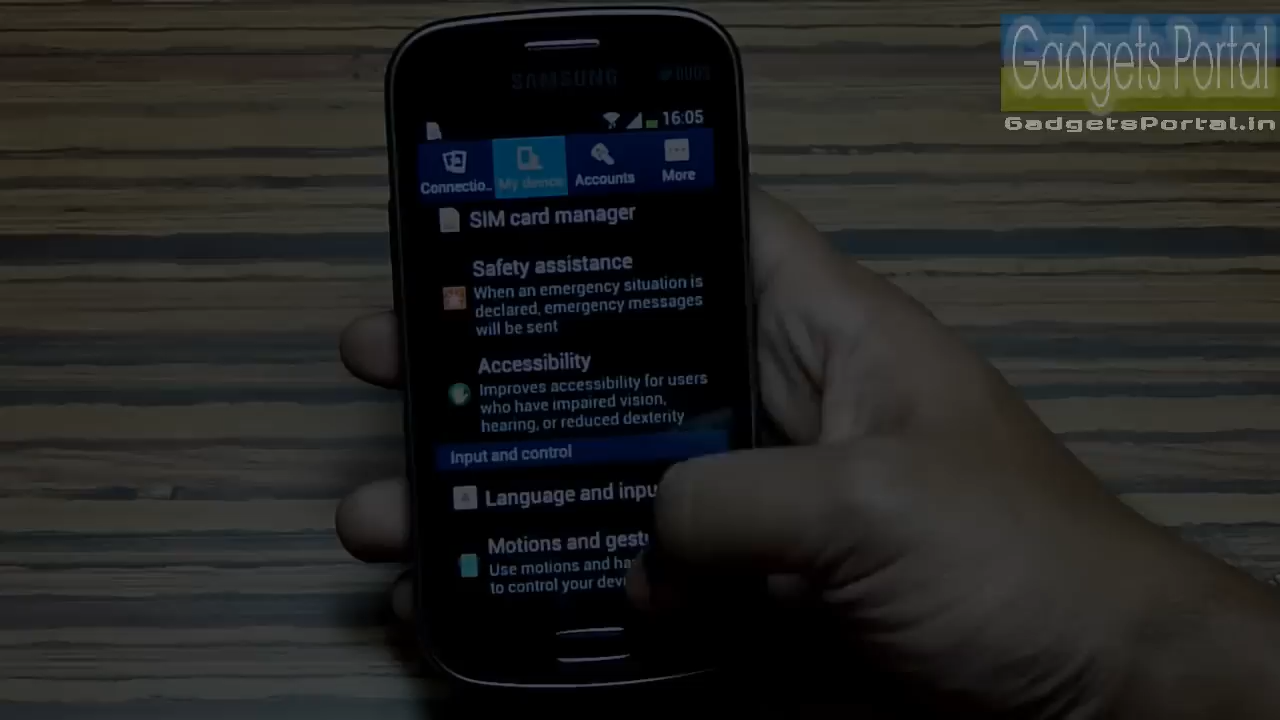 Gadgets Portal
GadgetsPortal.in
SAMSUNG
DUOS
16:05
Connectio..
My device
Accounts
More
SIM card manager
Safety assistance
When an emergency situation is
declared, emergency messages
will be sent
Accessibility
Improves accessibility for users
who have impaired vision,
hearing, or reduced dexterity
Input and control
Language and inpu
Motions and gest
Use motions and ha
to control your devi